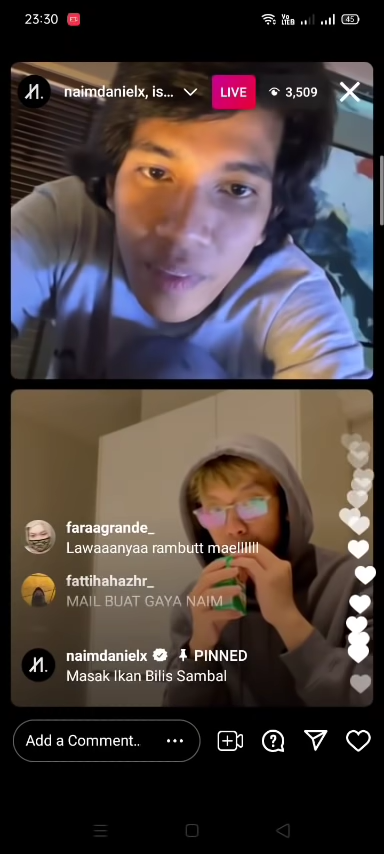 23:30
45
naimdanielx, is...
LIVE
3,509
faraagrande_
Lawaaanyaa rambutt maellllll
fattihahazhr_
MAIL BUAT GAYA NAIM
naimdanielx PINNED
Masak Ikan Bilis Sambal
Add a Comment..